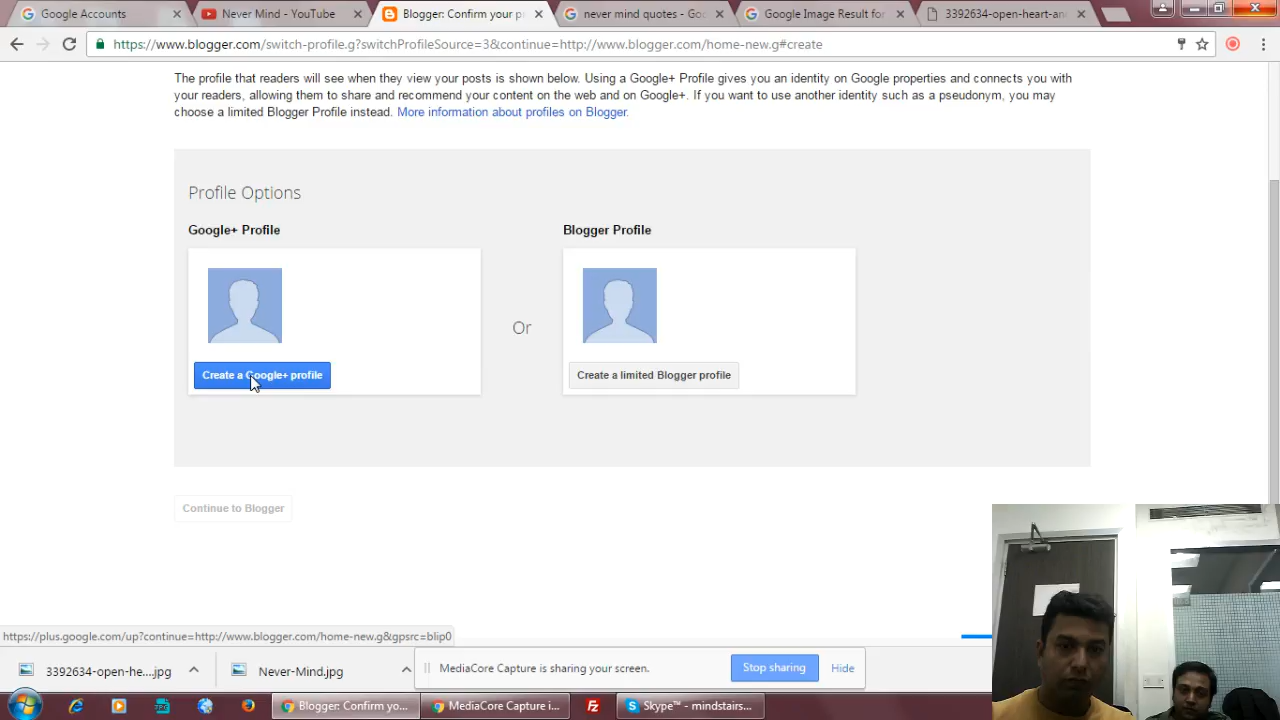 Google Accounts
Never Mind - YouTube
Blogger: Confirm your p
never mind quotes - Goo
Google Image Result for
3392634-open-heart-and
https://www.blogger.com/switch-profile.g?switchProfileSource=3&continue=http://www.blogger.com/home-new.g#create
The profile that readers will see when they view your posts is shown below. Using a Google+ Profile gives you an identity on Google properties and connects you with
your readers, allowing them to share and recommend your content on the web and on Google+. If you want to use another identity such as a pseudonym, you may
choose a limited Blogger Profile instead. More information about profiles on Blogger.
Profile Options
Google+ Profile
Blogger Profile
Or
Create a Google+ profile
Create a limited Blogger profile
Continue to Blogger
https://plus.google.com/up?continue=http://www.blogger.com/home-new.g&gpsrc=blip0
3392634-open-he....jpg
Never-Mind.jpg
MediaCore Capture is sharing your screen.
Stop sharing
Hide
Blogger: Confirm yo...
MediaCore Capture i...
Skype™ - mindstairs...